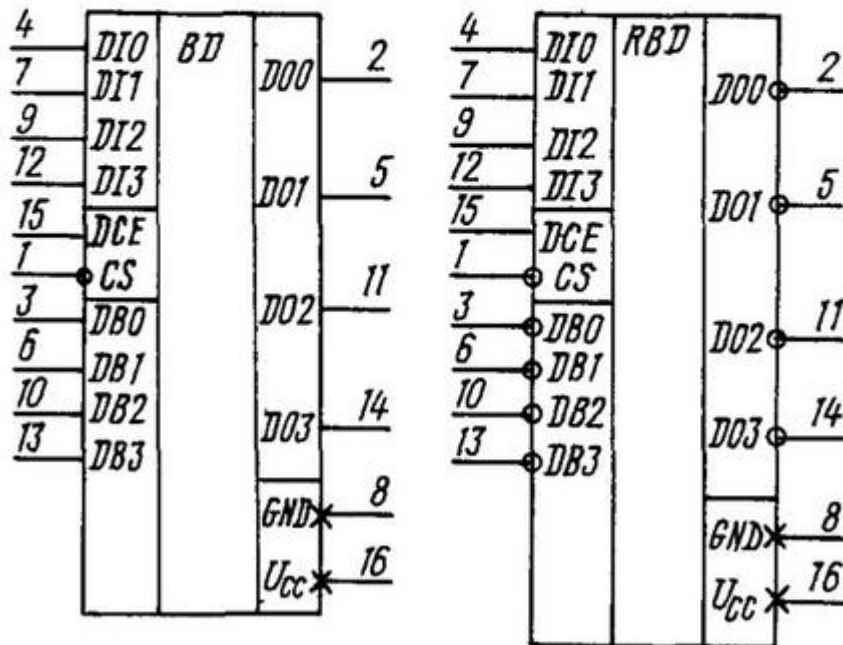 4 DI0 BD
DO0 2
7 DI1
9 DI2
12 DI3
DO1 5
15 DCE
1 CS
3 DB0
DO2 11
6 DB1
10 DB2
DO3 14
13 DB3
GND 8
UCC 16
4 DI0 RBD
DO0 2
7 DI1
9 DI2
12 DI3
DO1 5
15 DCE
1 CS
3 DB0
DO2 11
6 DB1
10 DB2
DO3 14
13 DB3
GND 8
UCC 16